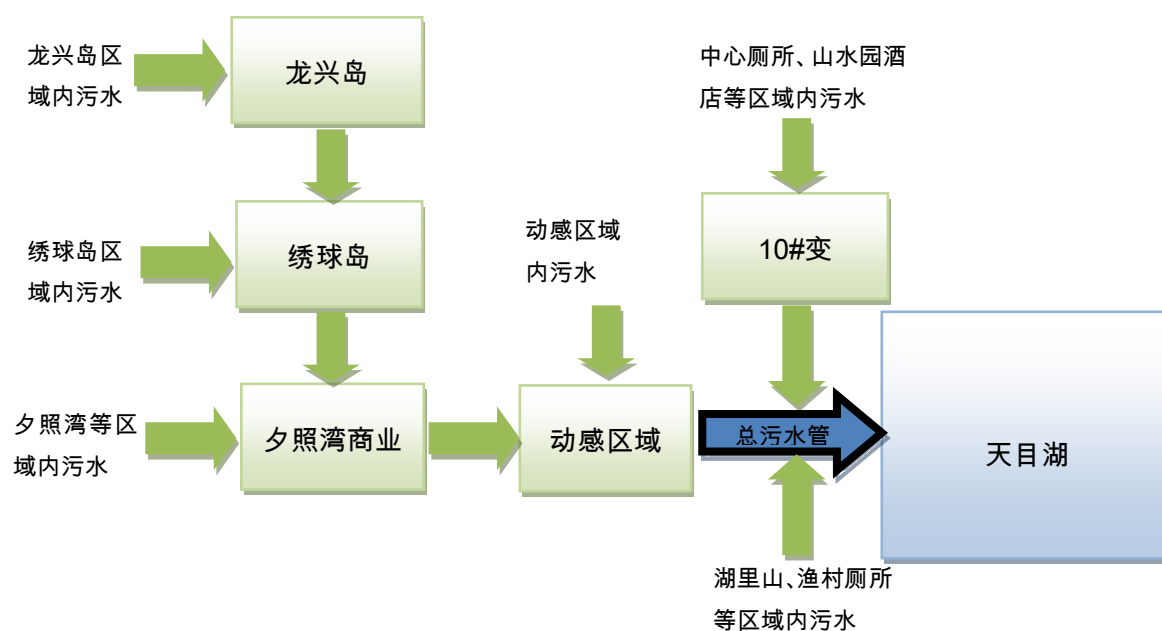 龙兴岛区
域内污水
龙兴岛
中心厕所、山水园酒
店等区域内污水
绣球岛区
域内污水
绣球岛
动感区域
内污水
10#变
夕照湾等区
域内污水
夕照湾商业
动感区域
总污水管
天目湖
湖里山、渔村厕所
等区域内污水